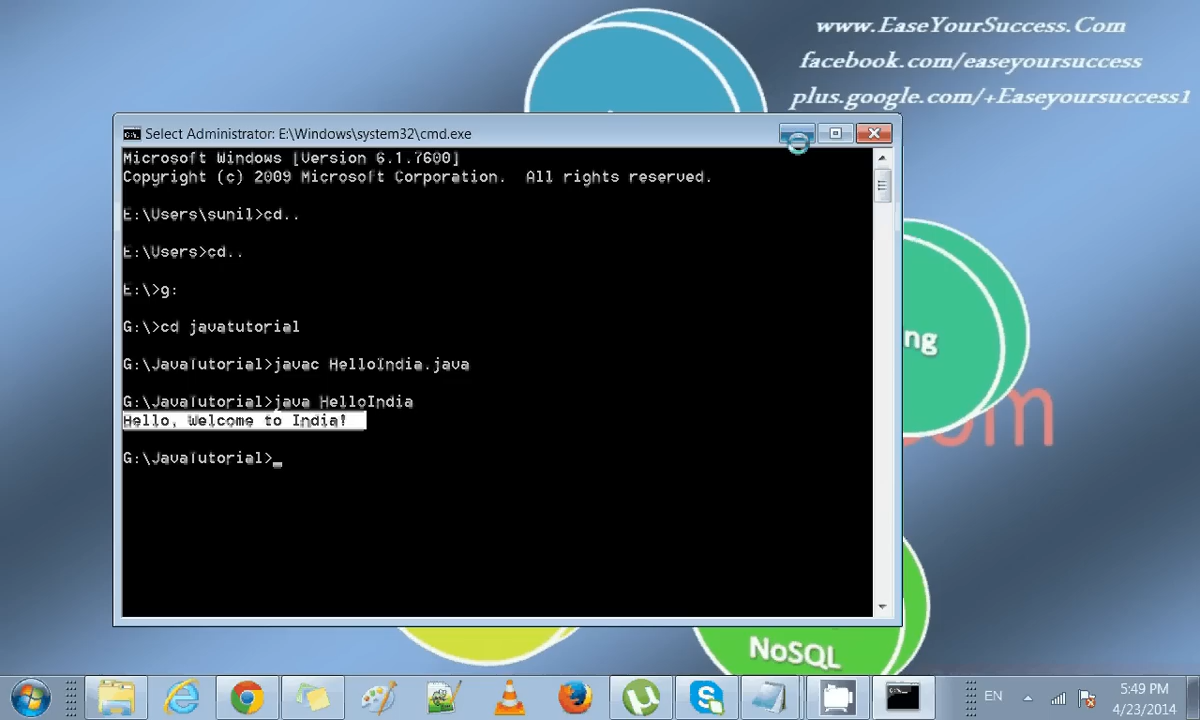 www.EaseYourSuccess.Com
facebook.com/easeyoursuccess
plus.google.com/+Easeyoursuccess1
Select Administrator: E:\Windows\system32\cmd.exe
Microsoft Windows [Version 6.1.7600]
Copyright (c) 2009 Microsoft Corporation.  All rights reserved.
E:\Users\sunil>cd..
E:\Users>cd..
E:\>g:
G:\>cd javatutorial
G:\JavaTutorial>javac HelloIndia.java
G:\JavaTutorial>java HelloIndia
Hello, Welcome to India!
G:\JavaTutorial>_
NoSQL
EN
5:49 PM
4/23/2014